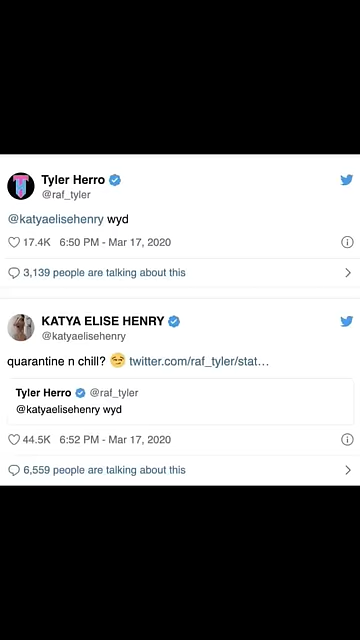 Tyler Herro
@raf_tyler
@katyaelisehenry wyd
17.4K 6:50 PM - Mar 17, 2020
3,139 people are talking about this
KATYA ELISE HENRY
@katyaelisehenry
quarantine n chill? 😏 twitter.com/raf_tyler/stat…
Tyler Herro @raf_tyler
@katyaelisehenry wyd
44.5K 6:52 PM - Mar 17, 2020
6,559 people are talking about this